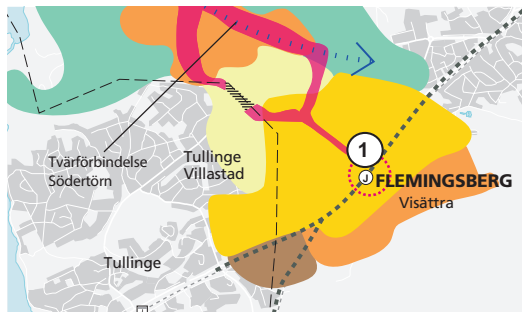 1
Tvärförbindelse
Södertörn
Tullinge
Villastad
J
FLEMINGSBERG
Visättra
Tullinge